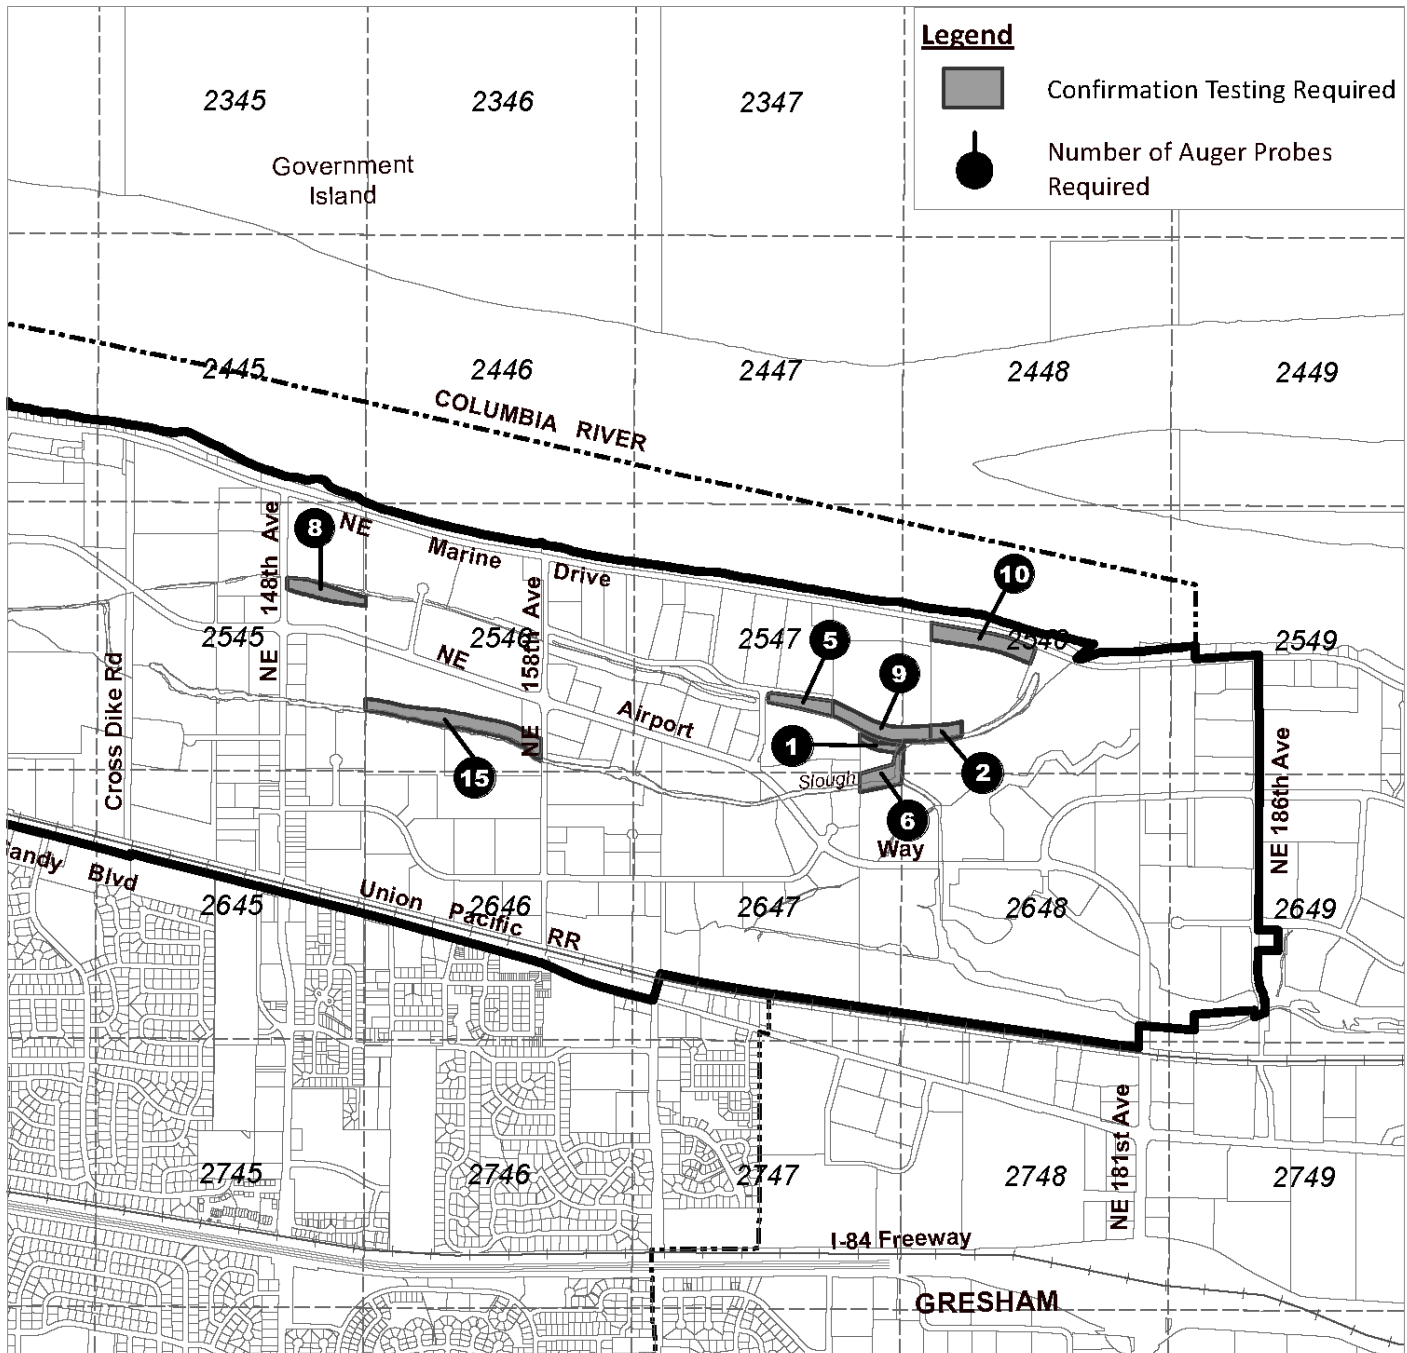 Legend
Confirmation Testing Required
Number of Auger Probes
Required
2345
2346
2347
Government
Island
2445
2446
2447
2448
2449
COLUMBIA RIVER
NE Marine Drive
NE 148th Ave
NE 158th Ave
8
10
5
9
1
2
6
15
2545
2546
2547
2548
2549
NE Airport Way
Cross Dike Rd
Slough
NE 186th Ave
Blvd
Union Pacific RR
2645
2646
2647
2648
2649
2745
2746
2747
2748
2749
NE 181st Ave
I-84 Freeway
GRESHAM